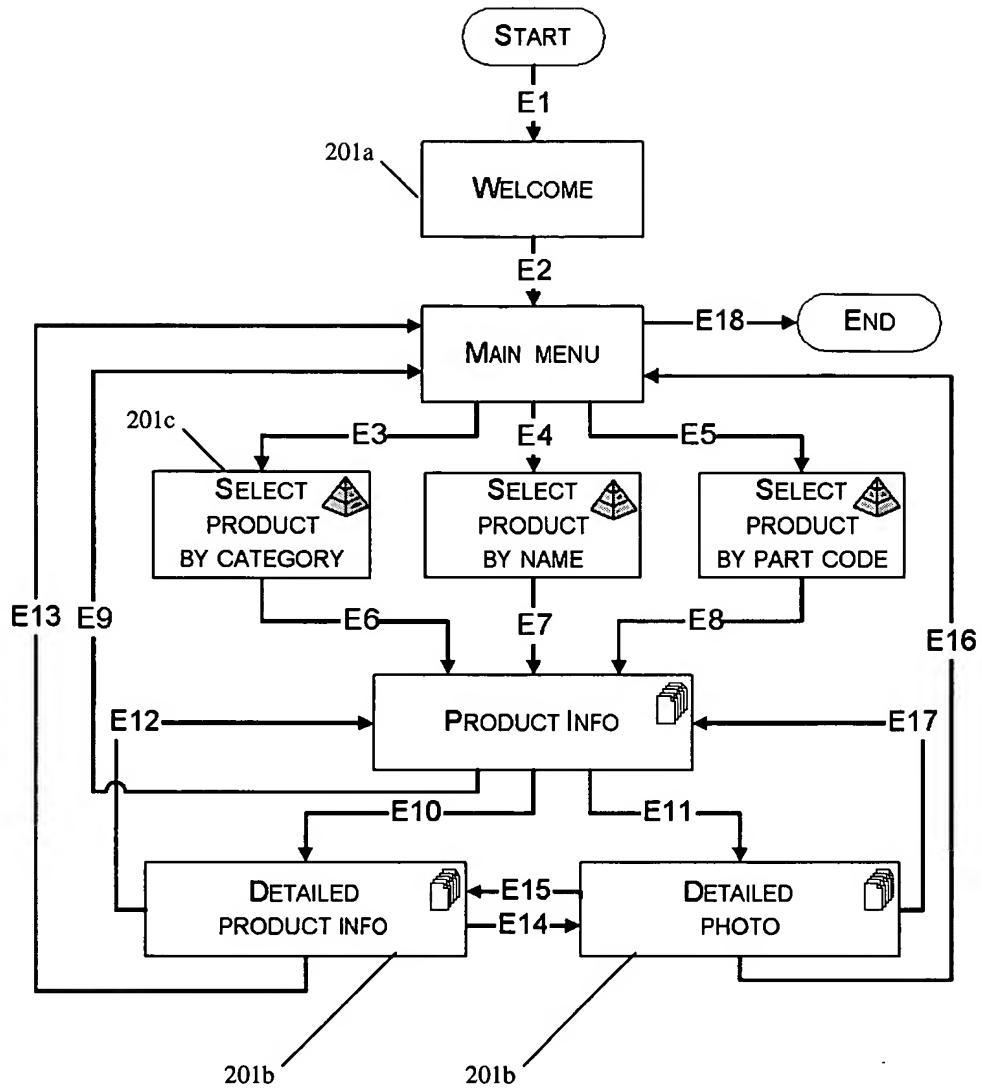 START
E1
201a
WELCOME
E2
MAIN MENU
E18
END
201c
E3
E4
E5
SELECT
PRODUCT
BY CATEGORY
SELECT
PRODUCT
BY NAME
SELECT
PRODUCT
BY PART CODE
E13
E9
E6
E7
E8
E16
E12
PRODUCT INFO
E17
E10
E11
DETAILED
PRODUCT INFO
E15
E14
DETAILED
PHOTO
201b
201b